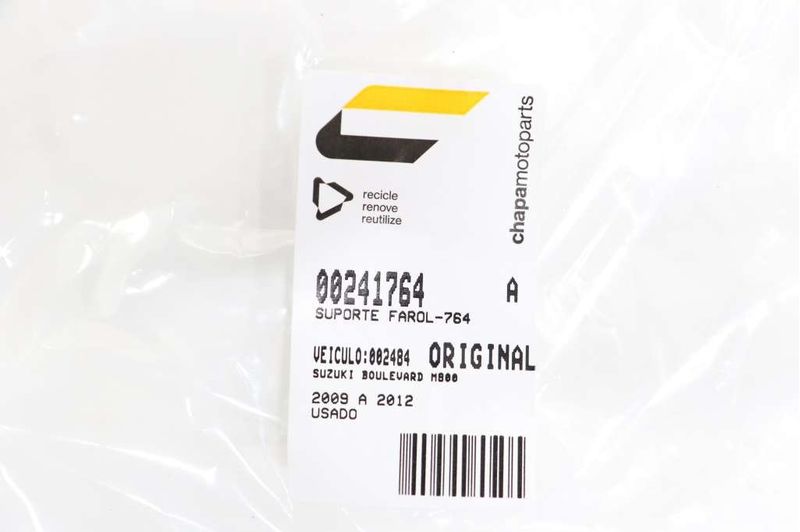 chapamotoparts
recicle
renove
reutilize
00241764 A
SUPORTE FAROL-764
VEICULO:002484 ORIGINAL
SUZUKI BOULEVARD M800
2009 A 2012
USADO